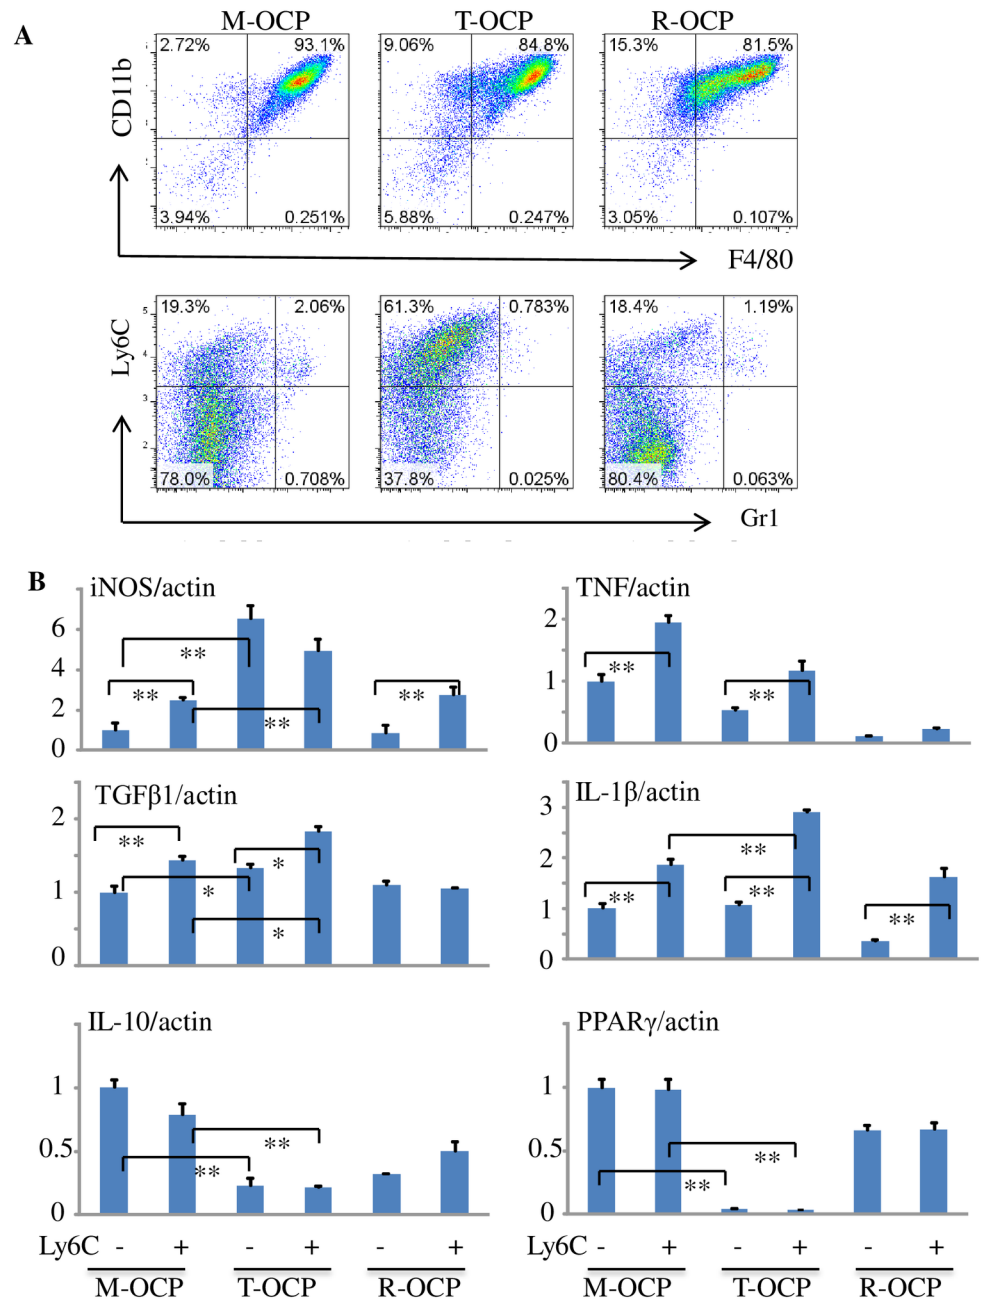 A
M-OCP T-OCP R-OCP
2.72% 93.1% 9.06% 84.8% 15.3% 81.5%
CD11b
3.94% 0.251% 5.88% 0.247% 3.05% 0.107%
F4/80
19.3% 2.06% 61.3% 0.783% 18.4% 1.19%
5
4
3
2
Ly6C
78.0% 0.708% 37.8% 0.025% 80.4% 0.063%
Gr1
B
iNOS/actin
6
4
2
0
** ** ** **
TNF/actin
2
1
0
** **
TGFβ1/actin
2
1
0
** * * *
IL-1β/actin
3
2
1
0
** ** ** **
IL-10/actin
1
0.5
0
** **
PPARγ/actin
1
0.5
0
** **
Ly6C - + - + - +
M-OCP T-OCP R-OCP
Ly6C - + - + - +
M-OCP T-OCP R-OCP